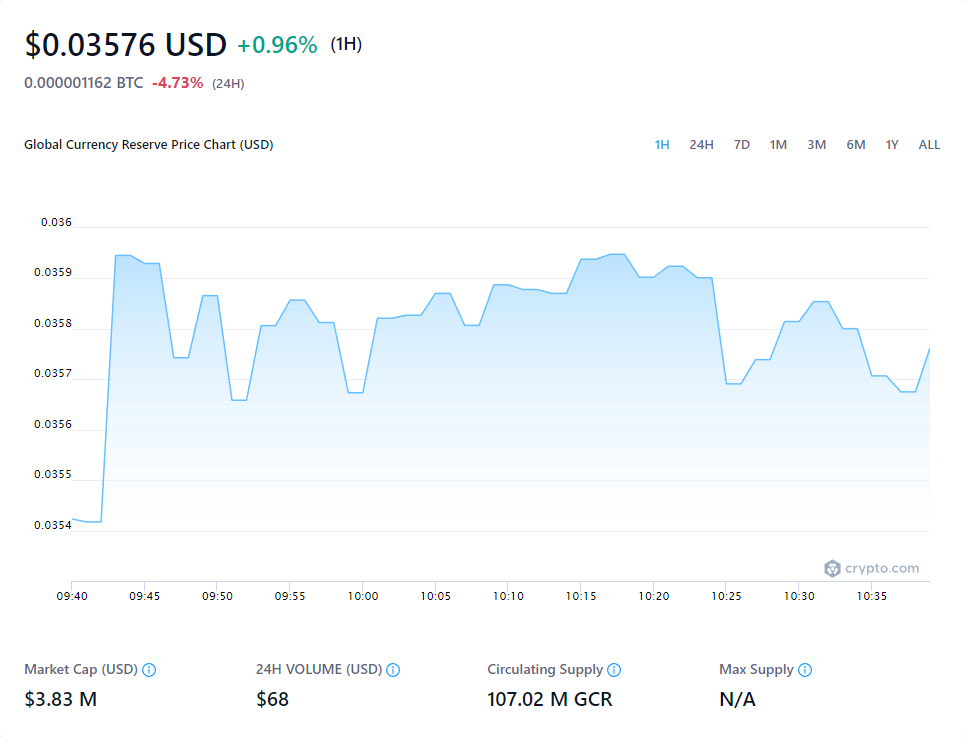 $0.03576 USD +0.96% (1H)
0.000001162 BTC -4.73% (24H)
Global Currency Reserve Price Chart (USD) 1H 24H 7D 1M 3M 6M 1Y ALL
0.036
0.0359
0.0358
0.0357
0.0356
0.0355
0.0354
crypto.com
09:40 09:45 09:50 09:55 10:00 10:05 10:10 10:15 10:20 10:25 10:30 10:35
Market Cap (USD) 24H VOLUME (USD) Circulating Supply Max Supply
$3.83 M $68 107.02 M GCR N/A